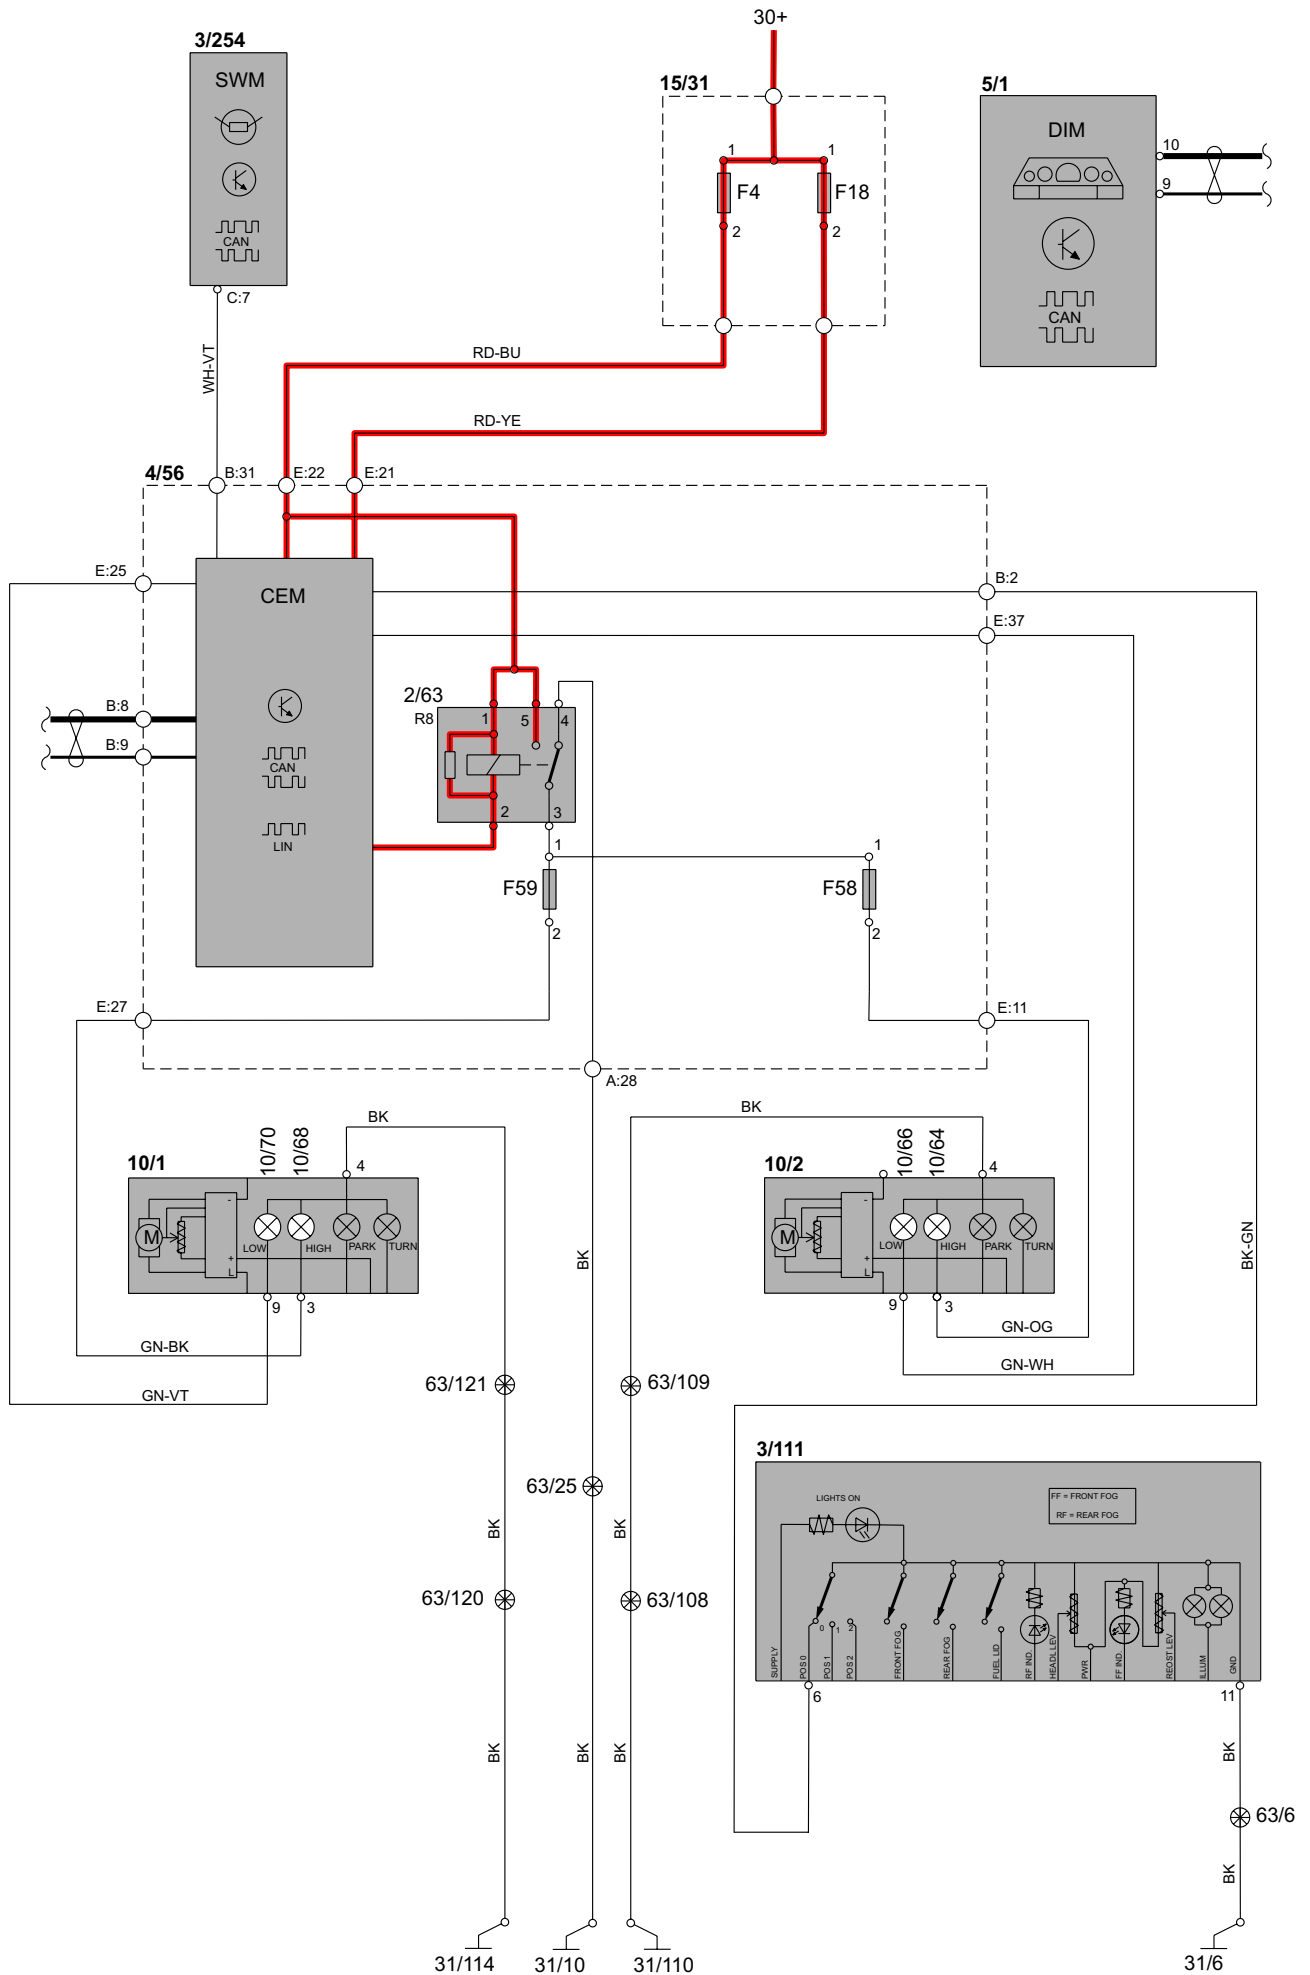 30+
3/254
SWM
CAN
C:7
WH-VT
15/31
1
1
F4
F18
2
2
5/1
DIM
10
9
CAN
RD-BU
RD-YE
4/56
B:31
E:22
E:21
E:25
CEM
B:2
E:37
B:8
B:9
CAN
LIN
2/63
R8
1
5
4
2
3
1
1
F59
F58
2
2
E:27
E:11
A:28
BK
BK
10/1
10/70
10/68
4
M
-
+
L
LOW
HIGH
PARK
TURN
9
3
10/2
10/66
10/64
4
M
-
+
L
LOW
HIGH
PARK
TURN
9
3
BK
BK-GN
GN-BK
GN-VT
GN-OG
GN-WH
63/121
63/109
63/25
BK
BK
63/120
63/108
BK
BK
BK
3/111
LIGHTS ON
FF = FRONT FOG
RF = REAR FOG
0
1
2
SUPPLY
POS 0
POS 1
POS 2
FRONT FOG
REAR FOG
FUEL LID
RF IND.
HEADL LEV
PWR
FF IND.
REOST LEV
ILLUM
GND
6
11
BK
63/6
BK
31/114
31/10
31/110
31/6